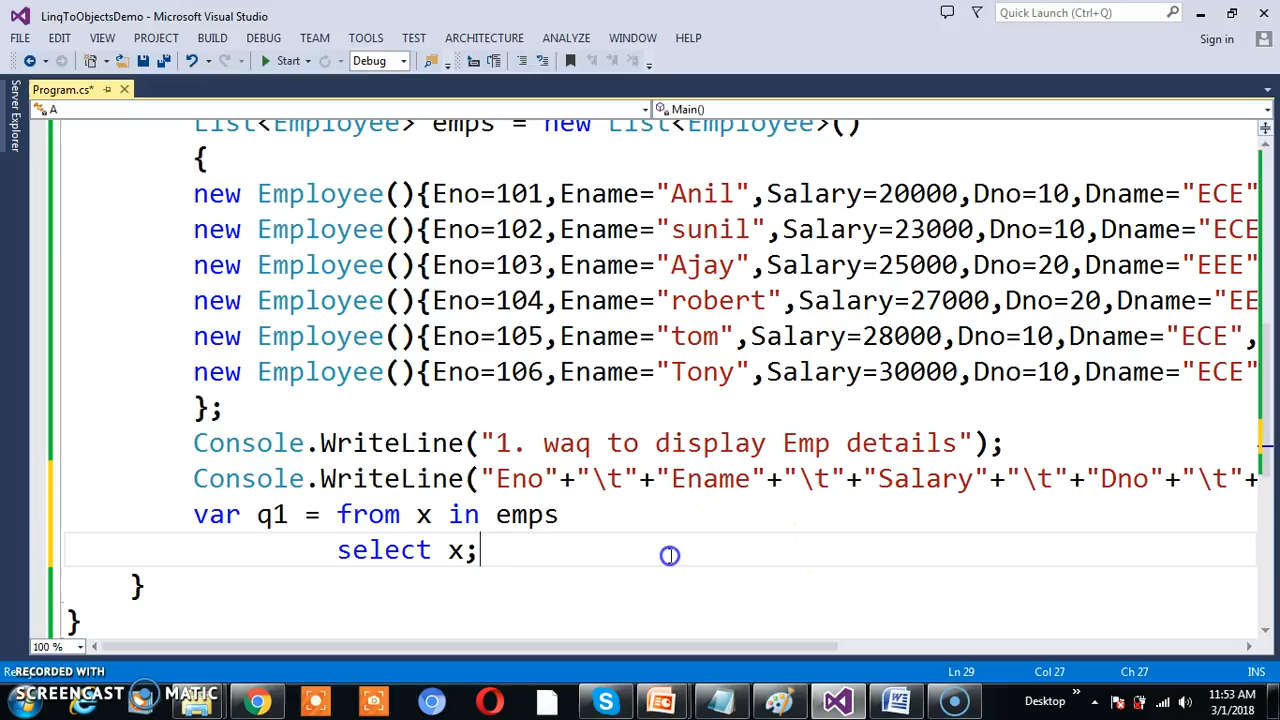 LinqToObjectsDemo - Microsoft Visual Studio
Quick Launch (Ctrl+Q)
FILE EDIT VIEW PROJECT BUILD DEBUG TEAM TOOLS TEST ARCHITECTURE ANALYZE WINDOW HELP
Sign in
Start Debug
Server Explorer
Program.cs*
A Main()
List<Employee> emps = new List<Employee>()
{
new Employee(){Eno=101,Ename="Anil",Salary=20000,Dno=10,Dname="ECE"
new Employee(){Eno=102,Ename="sunil",Salary=23000,Dno=10,Dname="ECE
new Employee(){Eno=103,Ename="Ajay",Salary=25000,Dno=20,Dname="EEE"
new Employee(){Eno=104,Ename="robert",Salary=27000,Dno=20,Dname="EE
new Employee(){Eno=105,Ename="tom",Salary=28000,Dno=10,Dname="ECE",
new Employee(){Eno=106,Ename="Tony",Salary=30000,Dno=10,Dname="ECE"
};
Console.WriteLine("1. waq to display Emp details");
Console.WriteLine("Eno"+"\t"+"Ename"+"\t"+"Salary"+"\t"+"Dno"+"\t"+
var q1 = from x in emps
select x;
}
}
100 %
RECORDED WITH
Ln 29 Col 27 Ch 27 INS
SCREENCAST MATIC
Desktop
11:53 AM
3/1/2018